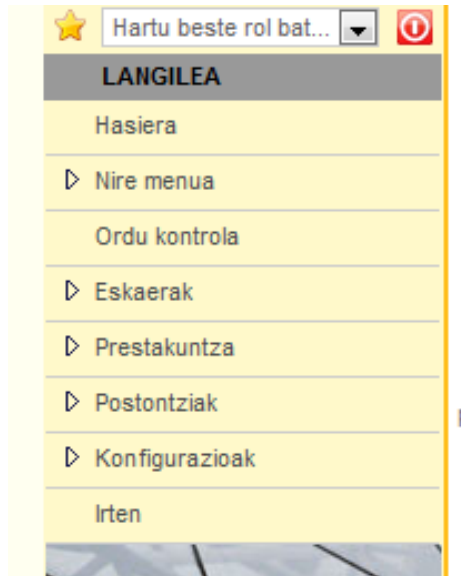 Hartu beste rol bat...
LANGILEA
Hasiera
Nire menua
Ordu kontrola
Eskaerak
Prestakuntza
Postontziak
Konfigurazioak
Irten